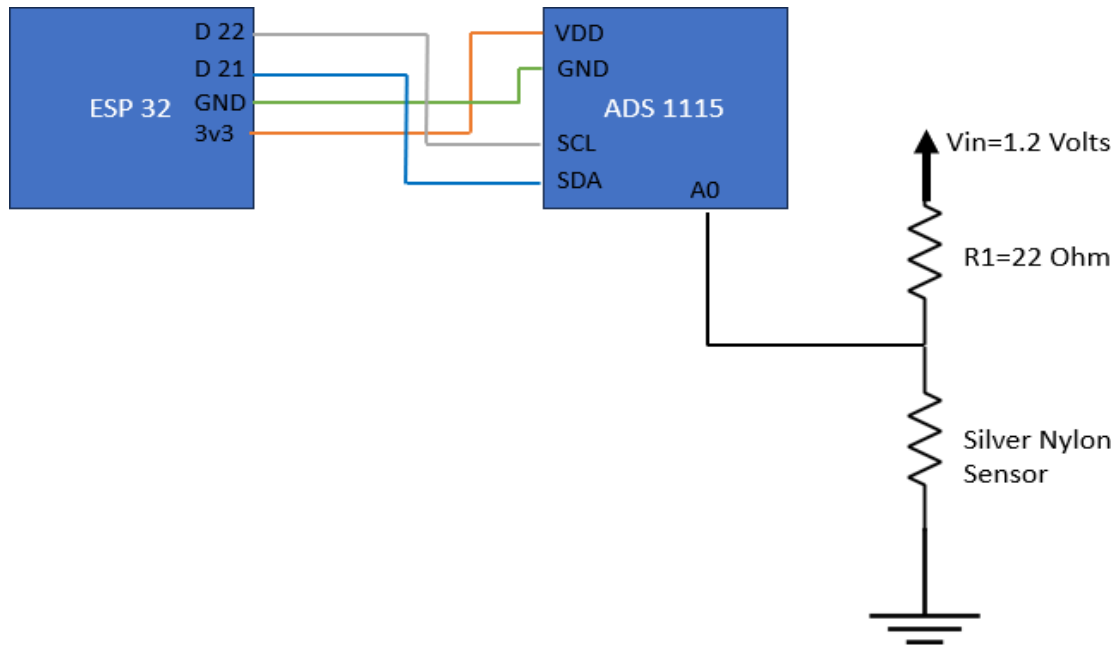 D 22
D 21
GND
3v3
ESP 32
VDD
GND
ADS 1115
SCL
SDA
A0
Vin=1.2 Volts
R1=22 Ohm
Silver Nylon
Sensor